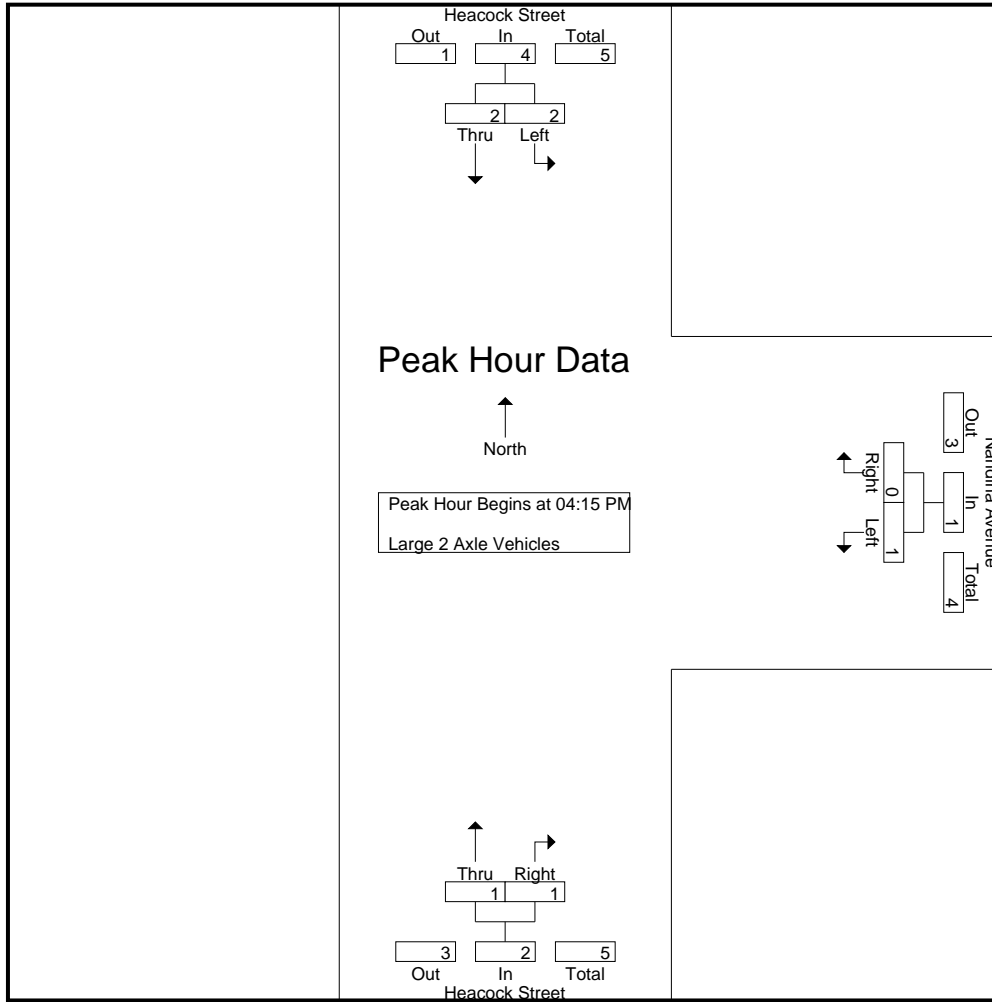 Heacock Street
Out In Total
1 4 5
2 2
Thru Left
Peak Hour Data
North
Peak Hour Begins at 04:15 PM
Large 2 Axle Vehicles
Nandina Avenue
Out In Total
3 1 4
Right Left
0 1
Thru Right
1 1
3 2 5
Out In Total
Heacock Street